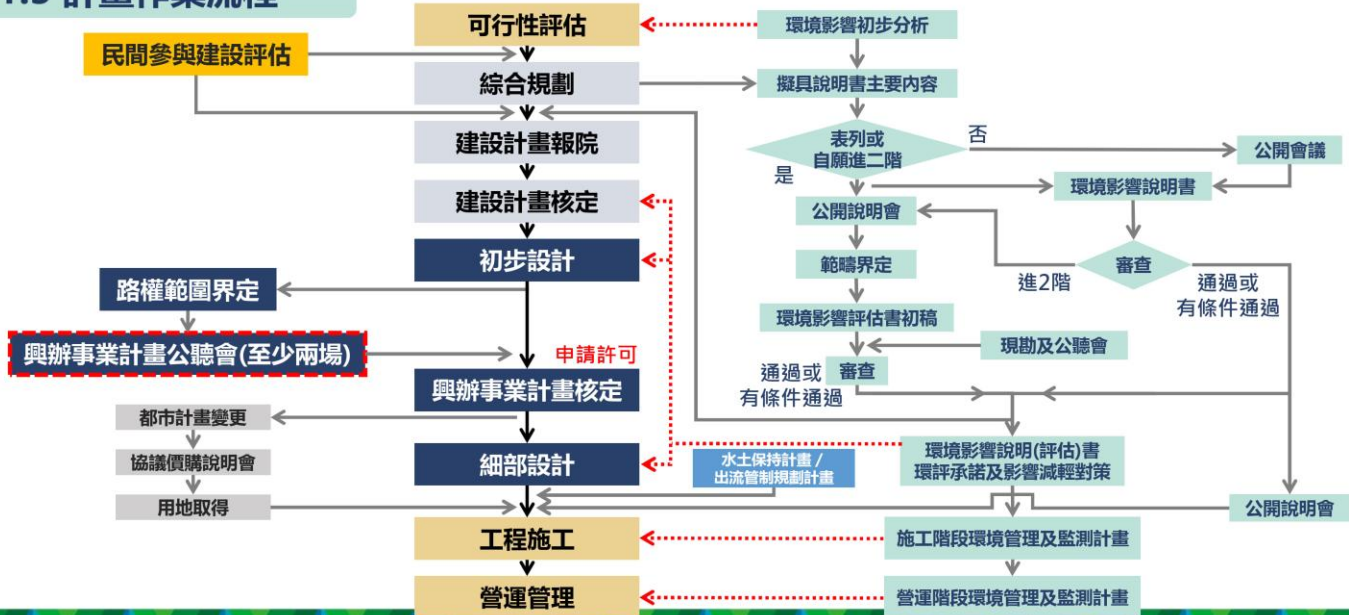 計畫作業流程
可行性評估
環境影響初步分析
民間參與建設評估
綜合規劃
擬具說明書主要內容
建設計畫報院
表列或
自願進二階
否
是
公開會議
環境影響說明書
建設計畫核定
公開說明會
初步設計
範疇界定
審查
進2階
通過或
有條件通過
路權範圍界定
環境影響評估書初稿
興辦事業計畫公聽會(至少兩場)
申請許可
現勘及公聽會
審查
通過或
有條件通過
興辦事業計畫核定
都市計畫變更
協議價購說明會
用地取得
細部設計
水土保持計畫 /
出流管制規劃計畫
環境影響說明(評估)書
環評承諾及影響減輕對策
公開說明會
工程施工
施工階段環境管理及監測計畫
營運管理
營運階段環境管理及監測計畫